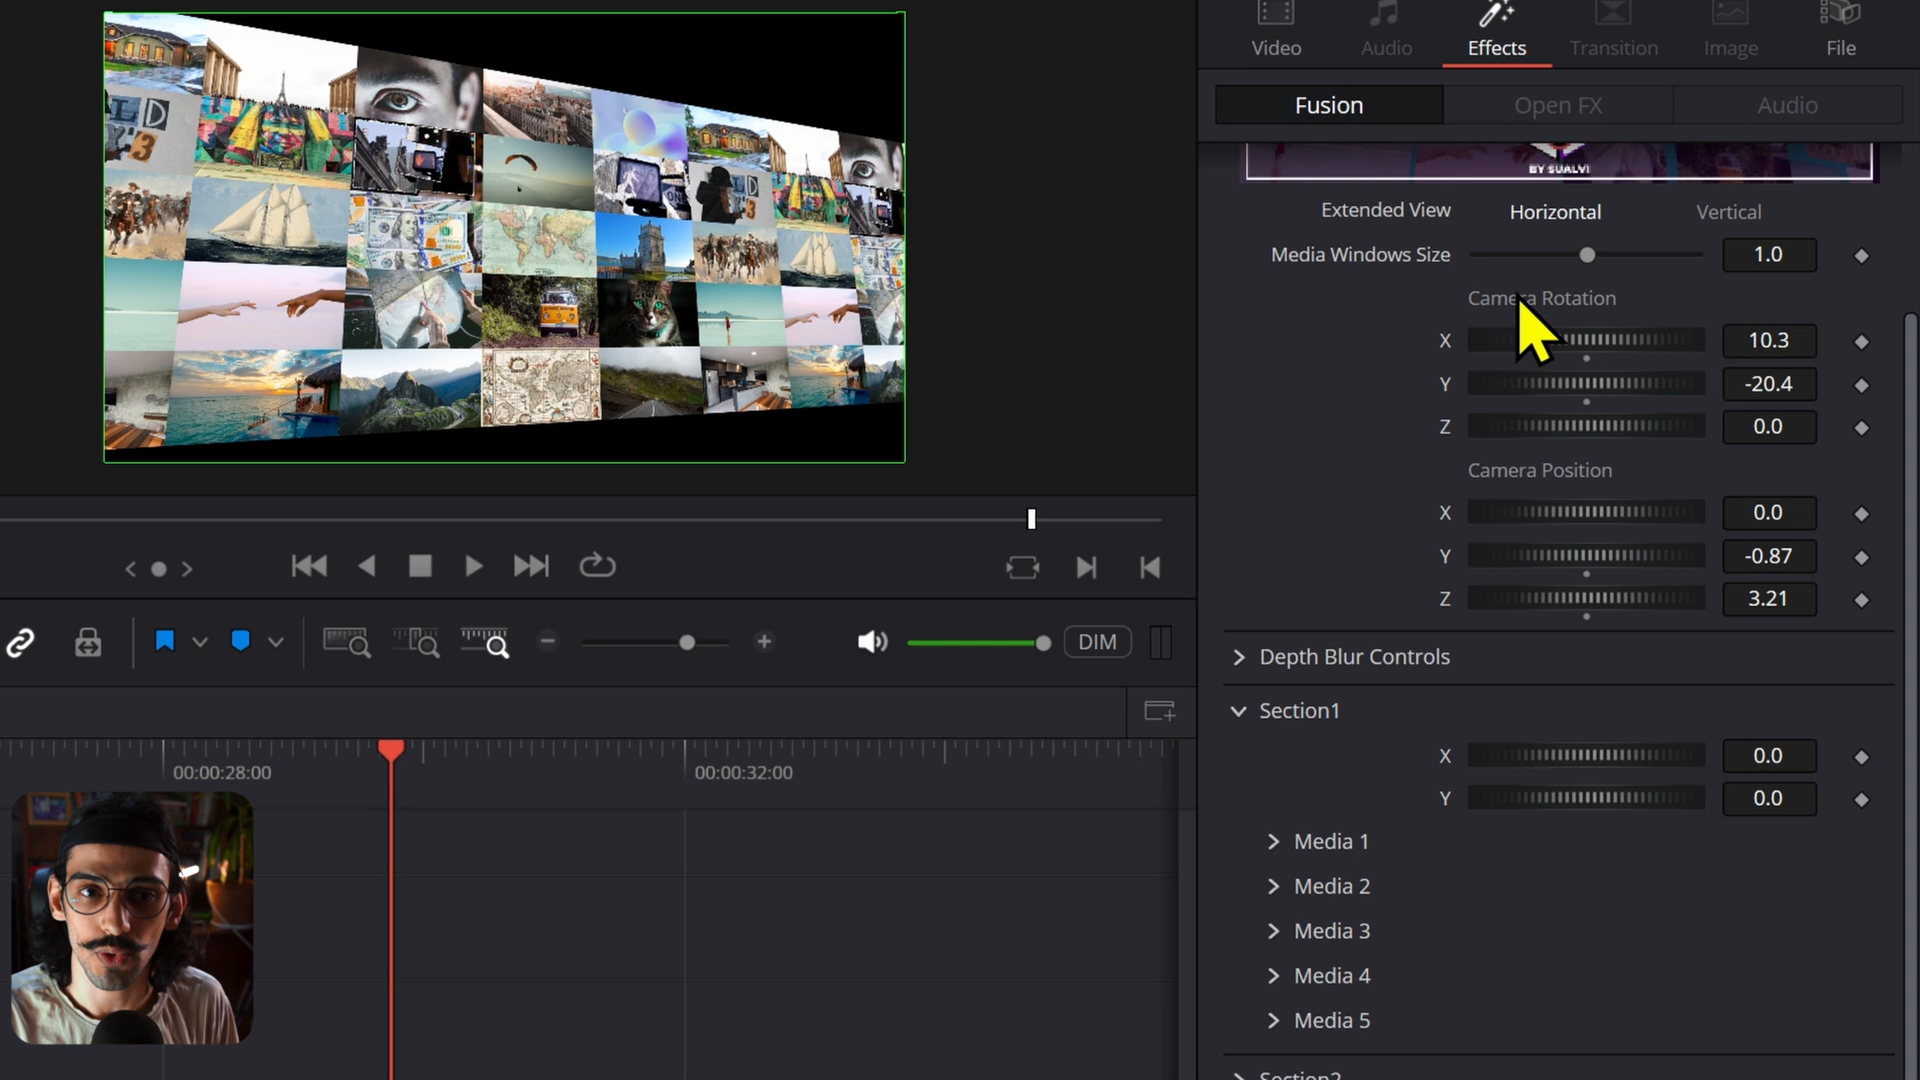 Video
Audio
Effects
Transition
Image
File
Fusion
Open FX
Audio
BY SUALVI
Extended View
Horizontal
Vertical
Media Windows Size
1.0
Camera Rotation
X
10.3
Y
-20.4
Z
0.0
Camera Position
X
0.0
Y
-0.87
Z
3.21
Depth Blur Controls
Section1
X
0.0
Y
0.0
Media 1
Media 2
Media 3
Media 4
Media 5
Section2
DIM
00:00:28:00
00:00:32:00